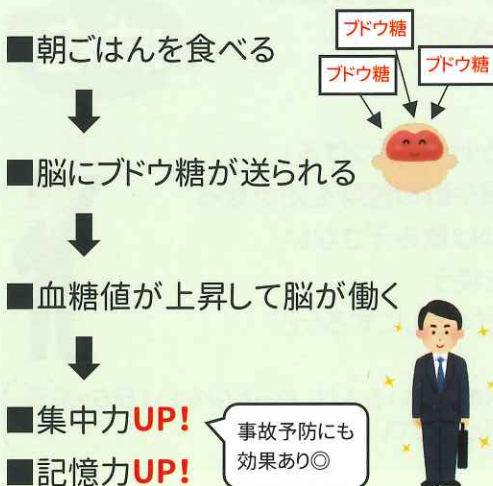 ■朝ごはんを食べる
ブドウ糖
ブドウ糖
ブドウ糖
■脳にブドウ糖が送られる
■血糖値が上昇して脳が働く
■集中力UP!
事故予防にも
効果あり◎
■記憶力UP!